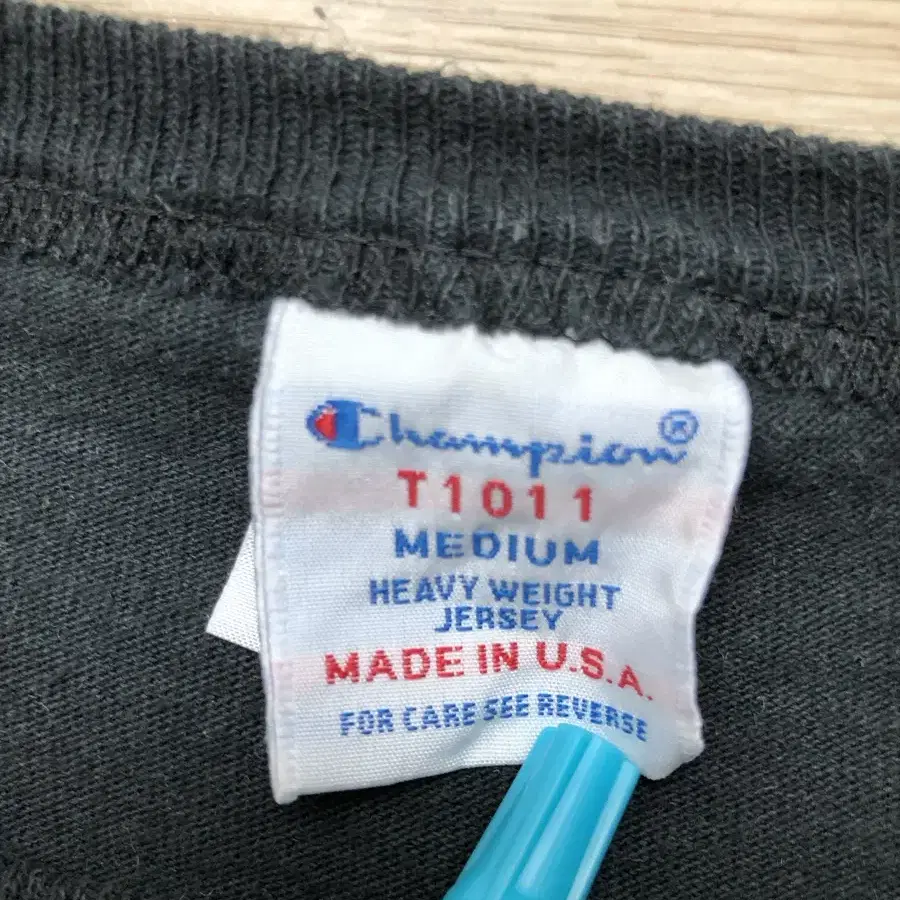 Champion®
T1011
MEDIUM
HEAVY WEIGHT
JERSEY
MADE IN U.S.A.
FOR CARE SEE REVERSE